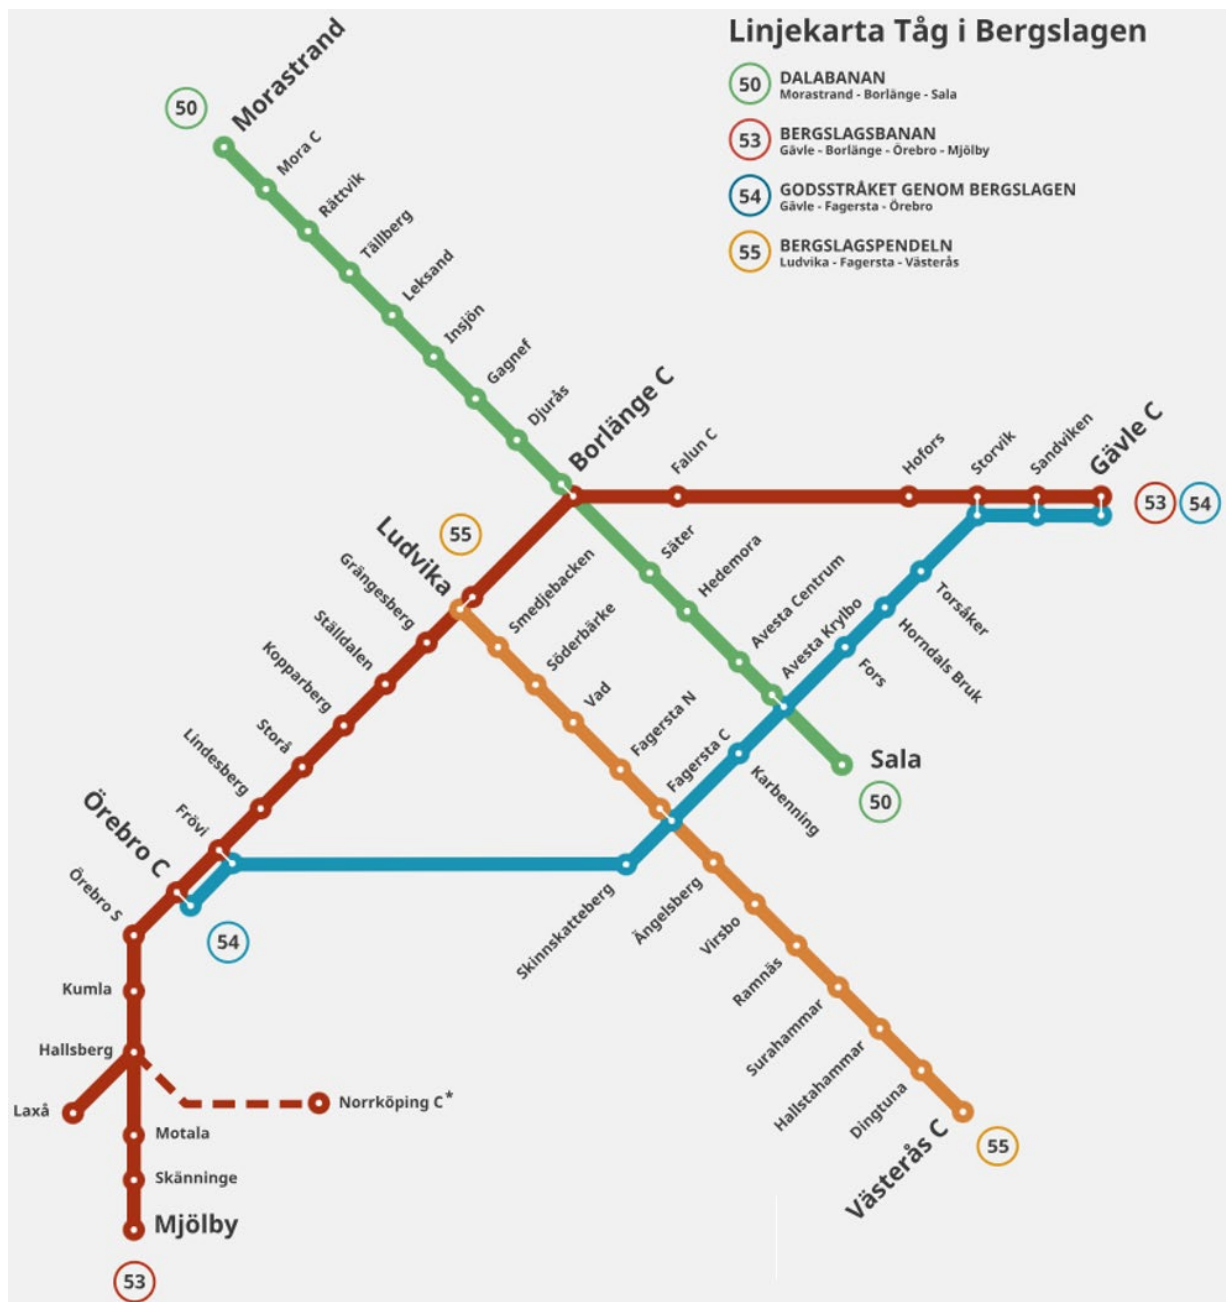 Linjekarta Tåg i Bergslagen
50 DALABANAN
Morastrand - Borlänge - Sala
53 BERGSLAGSBANAN
Gävle - Borlänge - Örebro - Mjölby
54 GODSSTRÅKET GENOM BERGSLAGEN
Gävle - Fagersta - Örebro
55 BERGSLAGSPENDELN
Ludvika - Fagersta - Västerås
50
Morastrand
Mora C
Rättvik
Tällberg
Leksand
Insjön
Gagnef
Djurås
Borlänge C
Falun C
Hofors
Storvik
Sandviken
Gävle C
53
54
Säter
Hedemora
Avesta Centrum
Avesta Krylbo
Sala
50
55
Ludvika
Smedjebacken
Söderbärke
Vad
Fagersta N
Fagersta C
Torsåker
Horndals Bruk
Fors
Karbenning
Skinnskatteberg
Grängesberg
Ställdalen
Kopparberg
Storå
Lindesberg
Frövi
Örebro C
Örebro S
54
Ängelsberg
Virsbo
Ramnäs
Surahammar
Hallstahammar
Dingtuna
Västerås C
55
Kumla
Hallsberg
Laxå
Norrköping C*
Motala
Skänninge
Mjölby
53